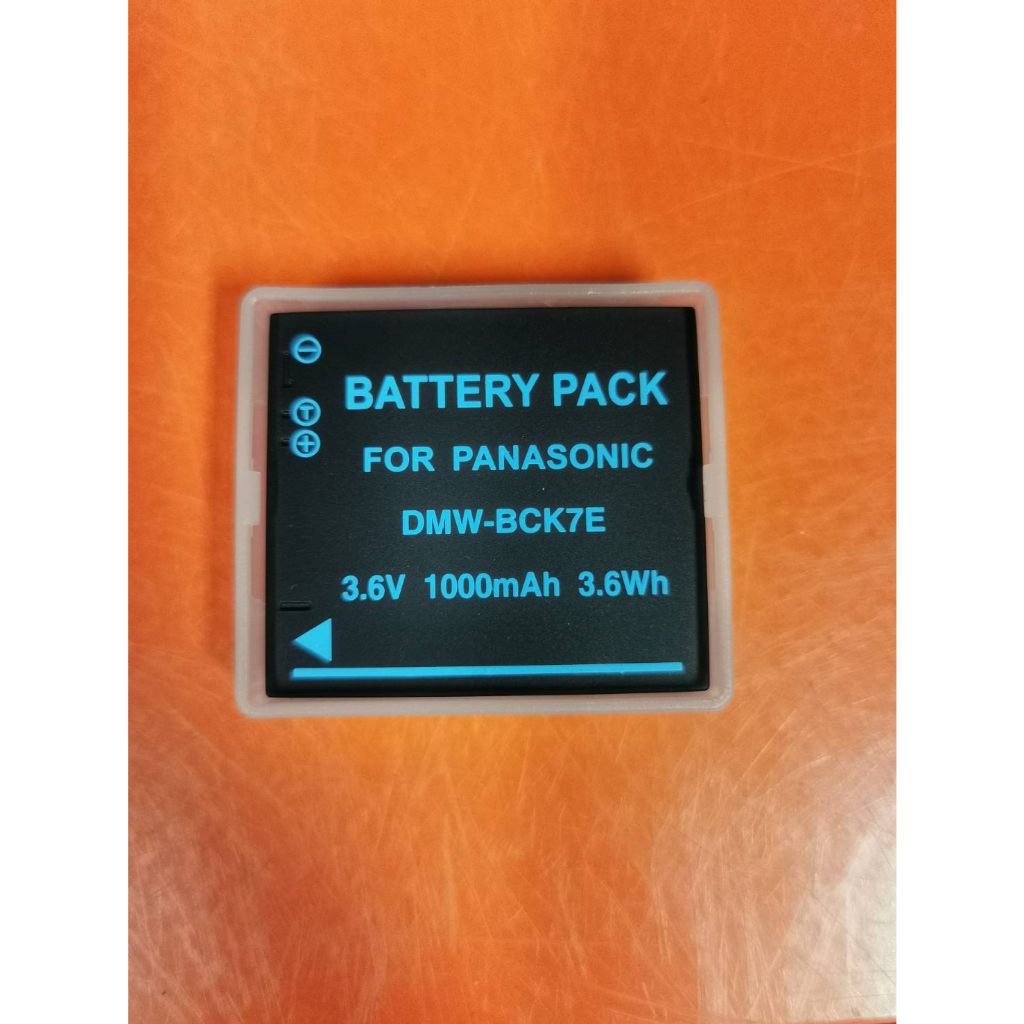 BATTERY PACK
FOR PANASONIC
DMW-BCK7E
3.6V 1000mAh 3.6Wh
T